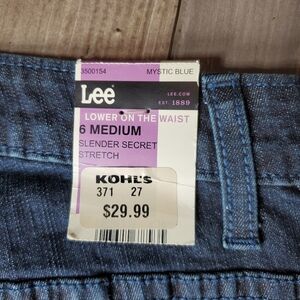 3500154 MYSTIC BLUE
Lee
LEE.COM
EST. 1889
LOWER ON THE WAIST
6 MEDIUM
SLENDER SECRET
STRETCH
KOHL'S
371 27
$29.99